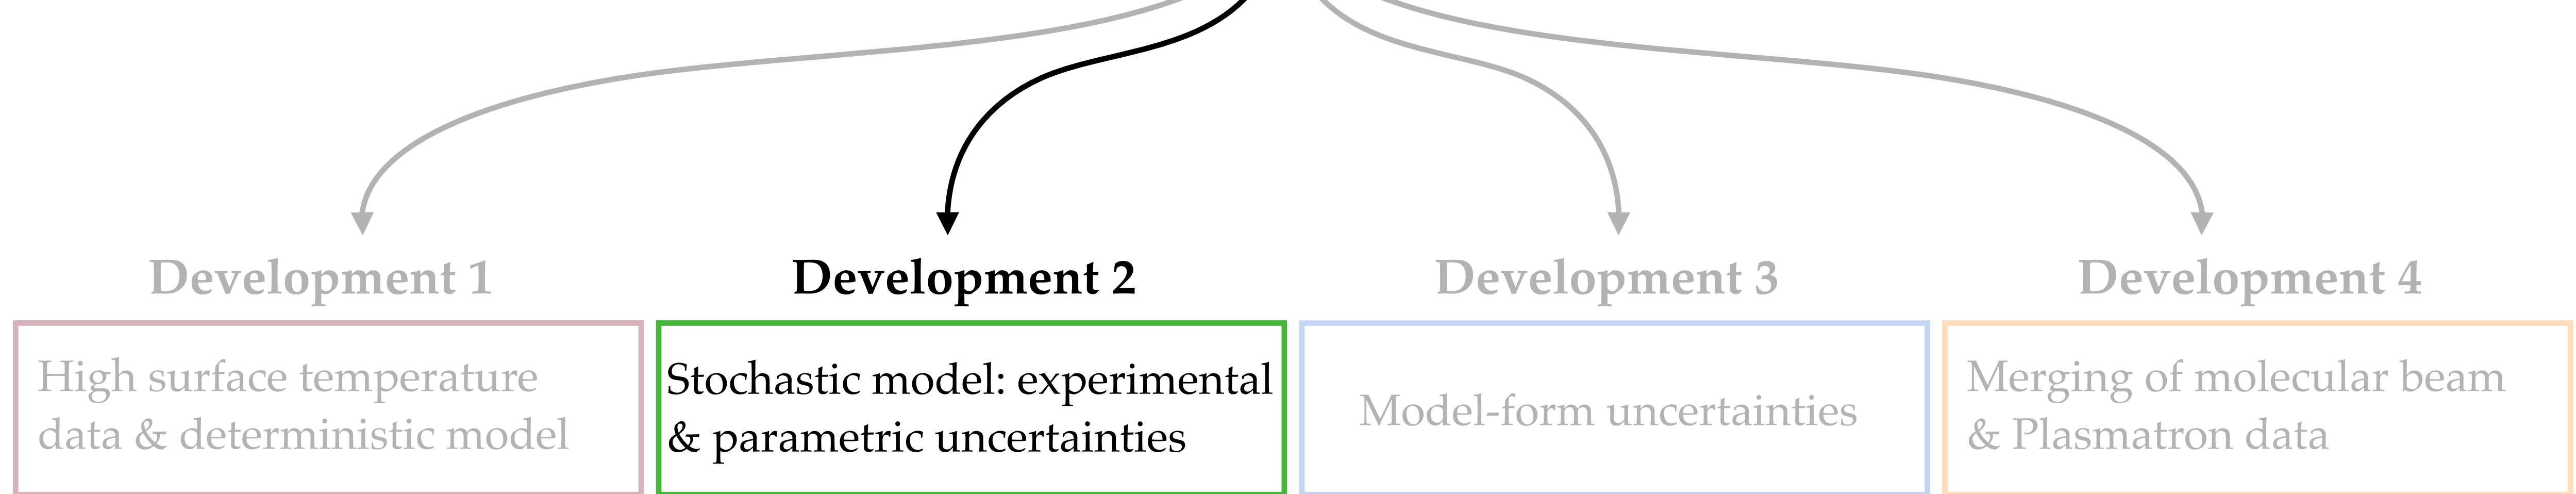 Development 1
Development 2
Development 3
Development 4
High surface temperature
data & deterministic model
Stochastic model: experimental
& parametric uncertainties
Model-form uncertainties
Merging of molecular beam
& Plasmatron data